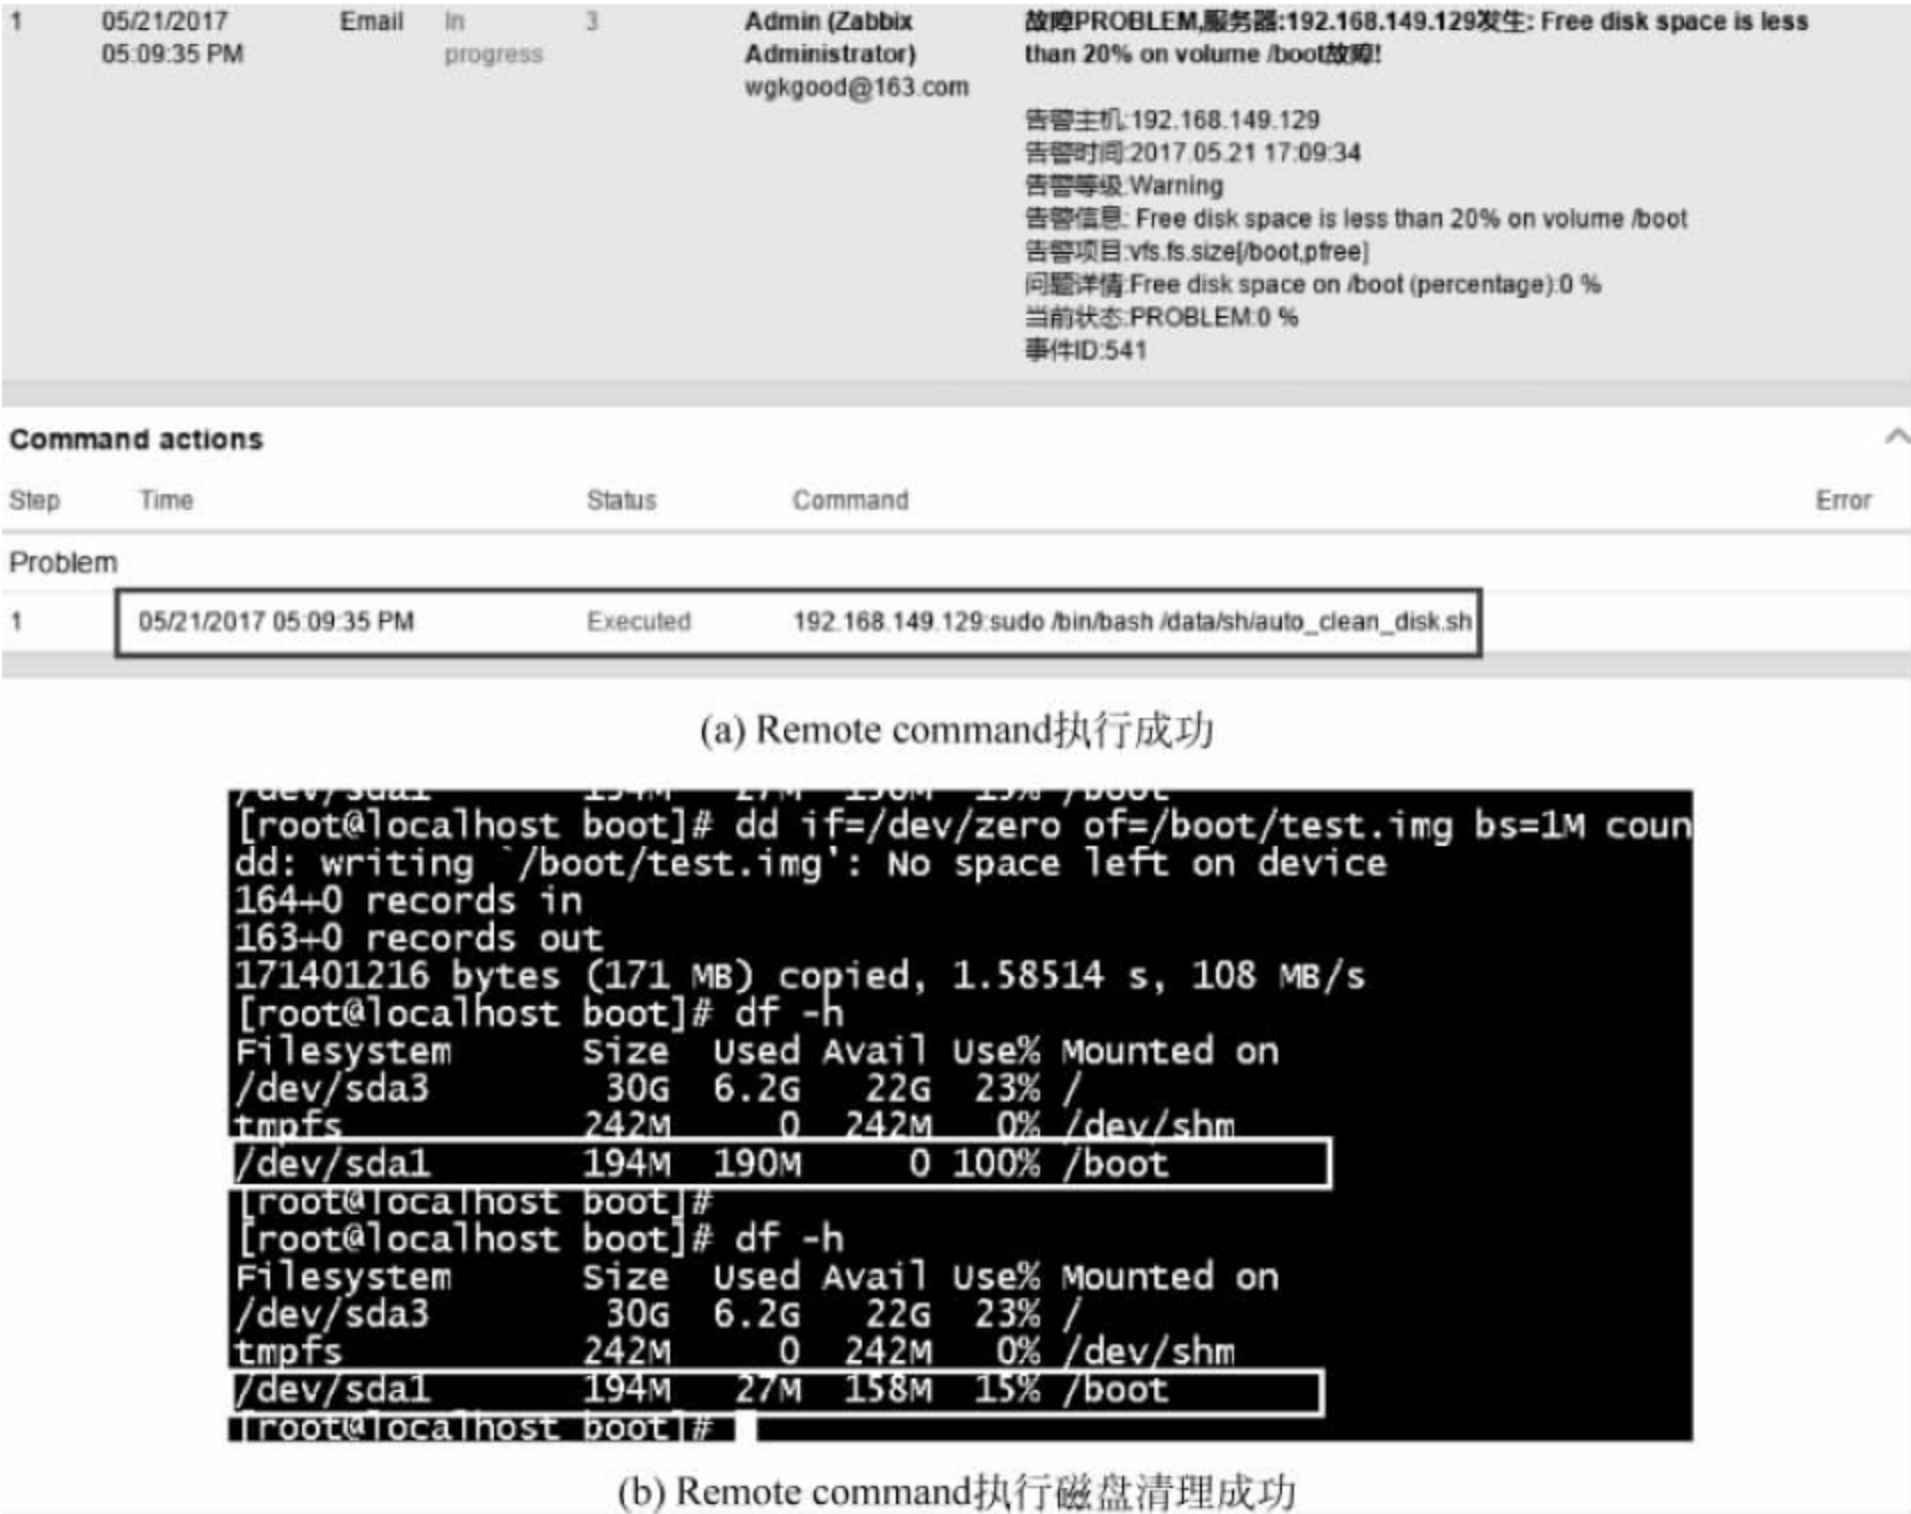 1 05/21/2017 Email In 3 Admin (Zabbix 故障PROBLEM,服务器:192.168.149.129发生: Free disk space is less
05:09:35 PM progress Administrator) than 20% on volume /boot故障!
wgkgood@163.com
告警主机:192.168.149.129
告警时间:2017.05.21 17:09:34
告警等级:Warning
告警信息: Free disk space is less than 20% on volume /boot
告警项目:vfs.fs.size[/boot,pfree]
问题详情:Free disk space on /boot (percentage):0 %
当前状态:PROBLEM:0 %
事件ID:541
Command actions
Step Time Status Command Error
Problem
1 05/21/2017 05:09:35 PM Executed 192.168.149.129:sudo /bin/bash /data/sh/auto_clean_disk.sh
(a) Remote command执行成功
/dev/sda1 194M 27M 158M 15% /boot
[root@localhost boot]# dd if=/dev/zero of=/boot/test.img bs=1M coun
dd: writing `/boot/test.img': No space left on device
164+0 records in
163+0 records out
171401216 bytes (171 MB) copied, 1.58514 s, 108 MB/s
[root@localhost boot]# df -h
Filesystem Size Used Avail Use% Mounted on
/dev/sda3 30G 6.2G 22G 23% /
tmpfs 242M 0 242M 0% /dev/shm
/dev/sda1 194M 190M 0 100% /boot
[root@localhost boot]#
[root@localhost boot]# df -h
Filesystem Size Used Avail Use% Mounted on
/dev/sda3 30G 6.2G 22G 23% /
tmpfs 242M 0 242M 0% /dev/shm
/dev/sda1 194M 27M 158M 15% /boot
[root@localhost boot]#
(b) Remote command执行磁盘清理成功